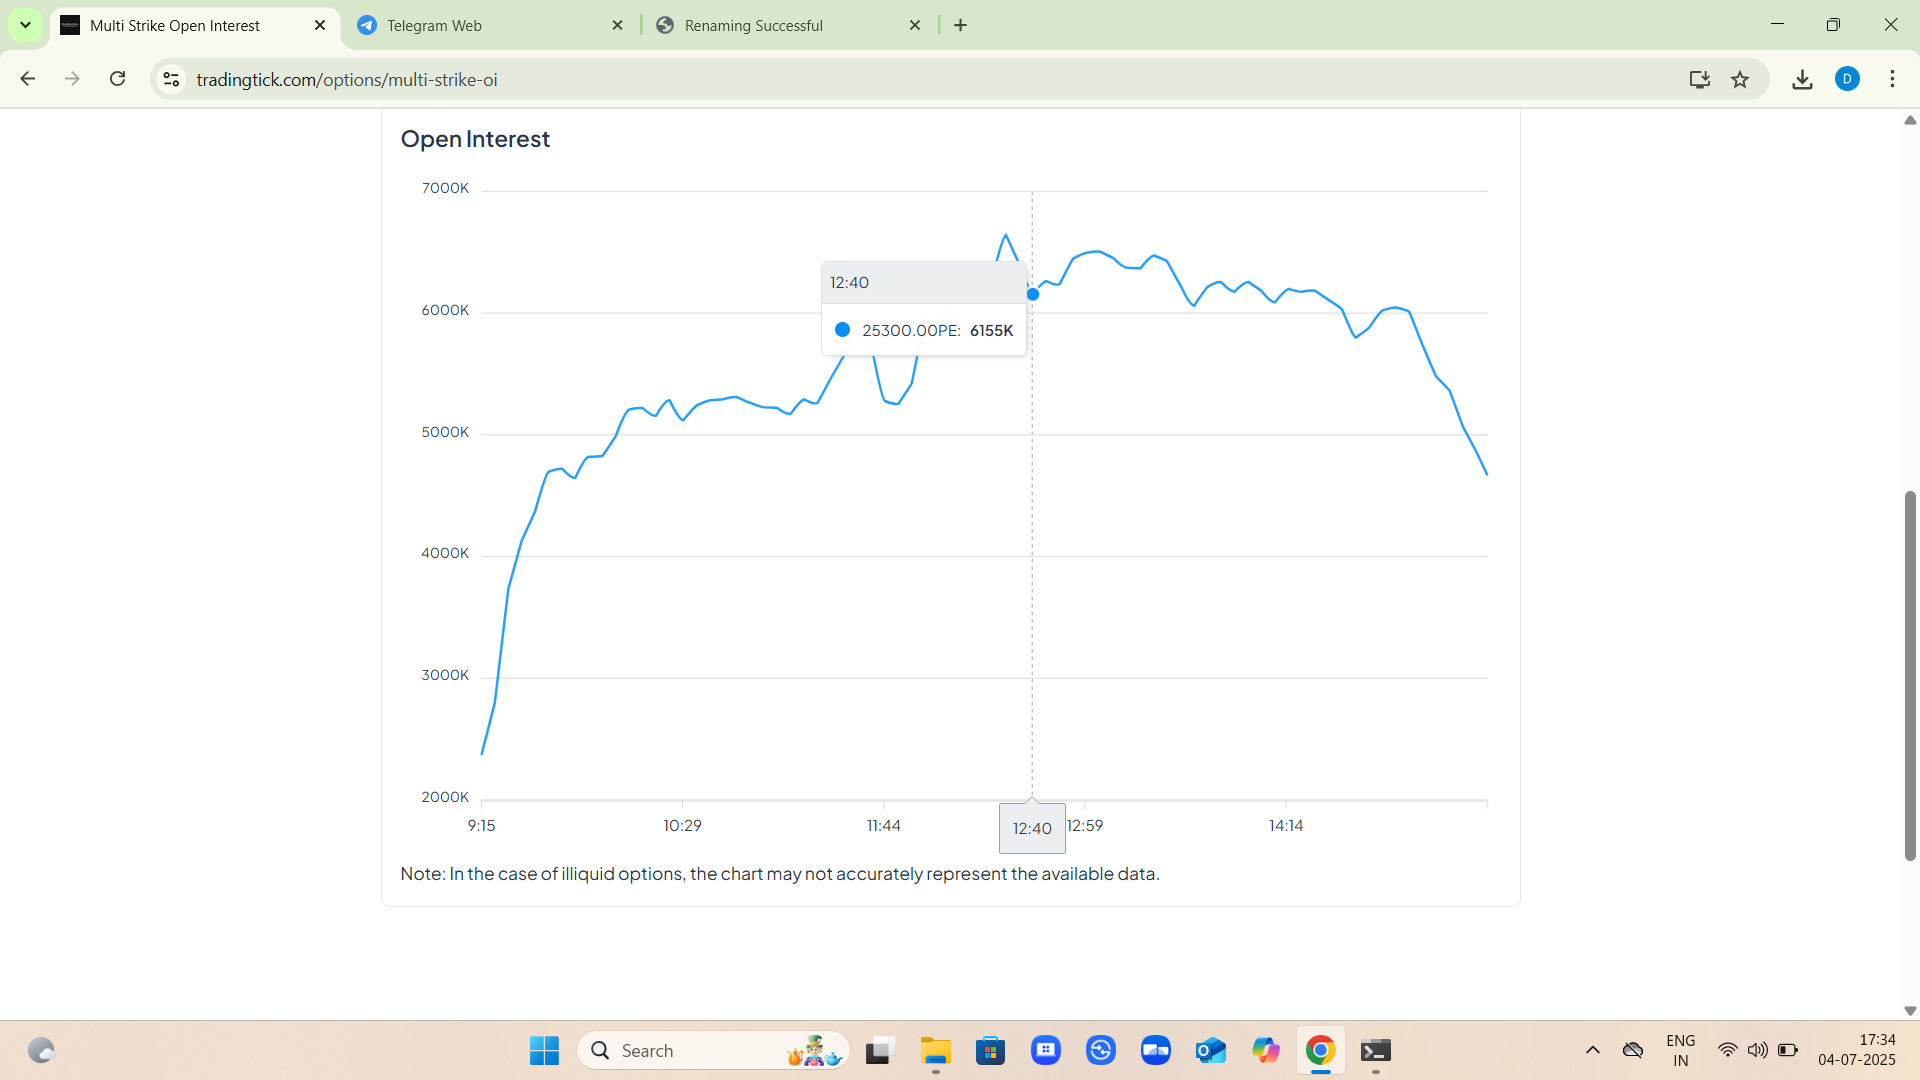 Multi Strike Open Interest
Telegram Web
Renaming Successful
tradingtick.com/options/multi-strike-oi
D
Open Interest
7000K
6000K
5000K
4000K
3000K
2000K
12:40
25300.00PE: 6155K
9:15
10:29
11:44
12:40
12:59
14:14
Note: In the case of illiquid options, the chart may not accurately represent the available data.
Search
ENG
IN
17:34
04-07-2025